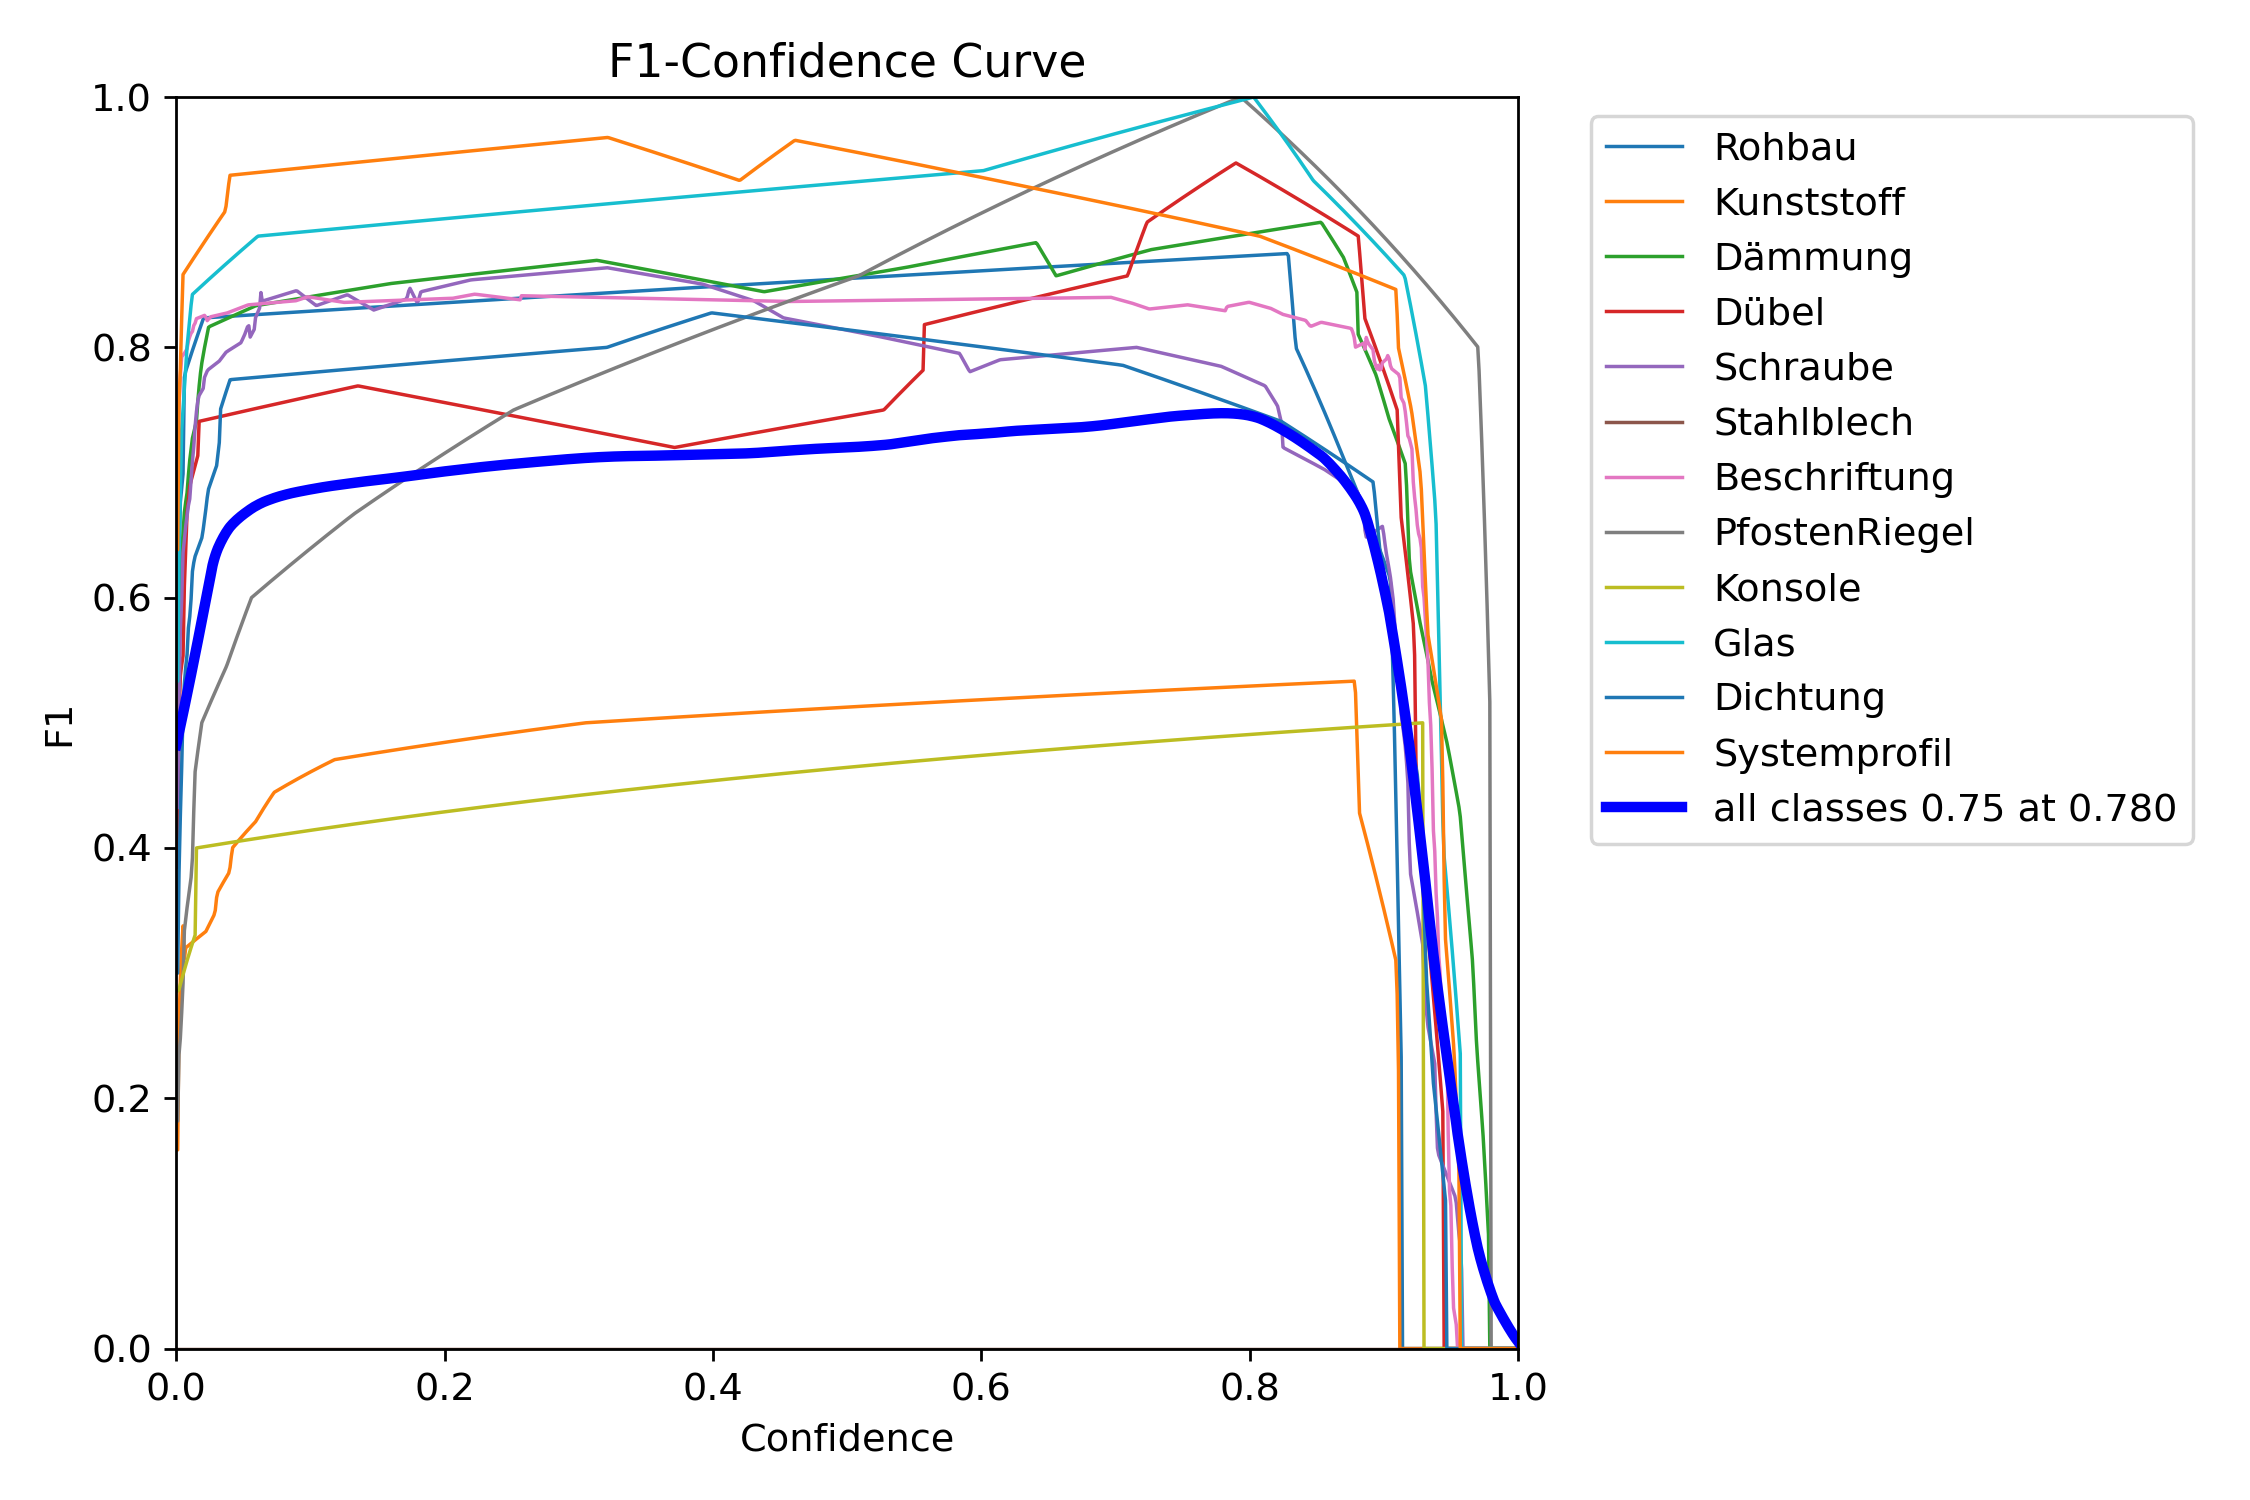 F1-Confidence Curve
1.0
0.8
0.6
0.4
0.2
0.0
F1
0.0 0.2 0.4 0.6 0.8 1.0
Confidence
Rohbau
Kunststoff
Dämmung
Dübel
Schraube
Stahlblech
Beschriftung
PfostenRiegel
Konsole
Glas
Dichtung
Systemprofil
all classes 0.75 at 0.780